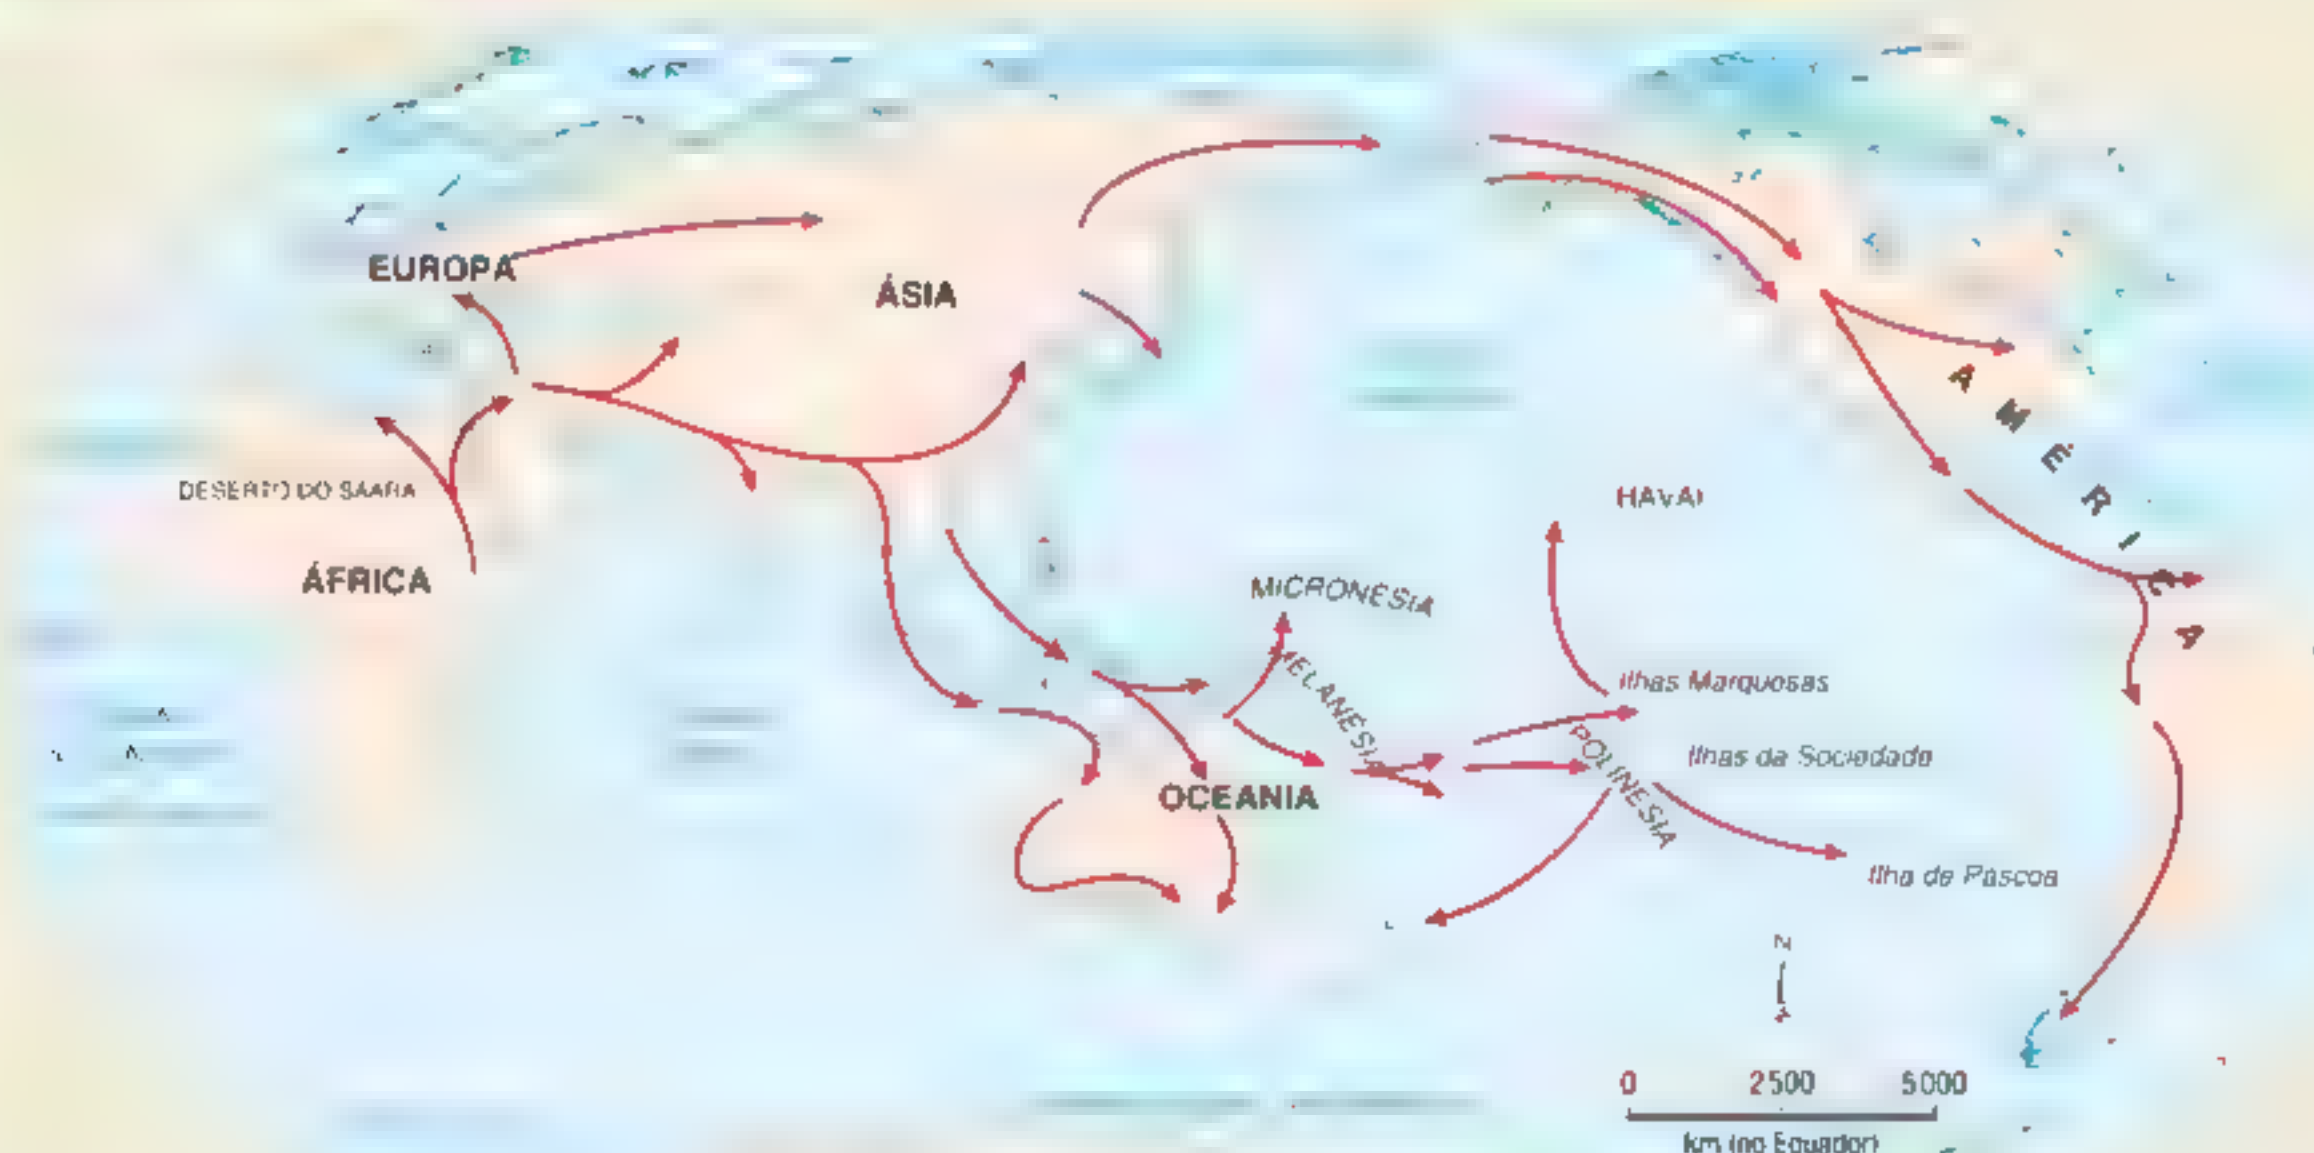 EUROPA
ÁSIA
AMÉRICA
DESERTO DO SAARA
HAVAÍ
ÁFRICA
MICRONESIA
MELANESIA
Ilhas Marquesas
POLINESIA
Ilhas da Sociedade
OCEANIA
Ilha de Páscoa
N
0 2500 5000
km (no Equador)